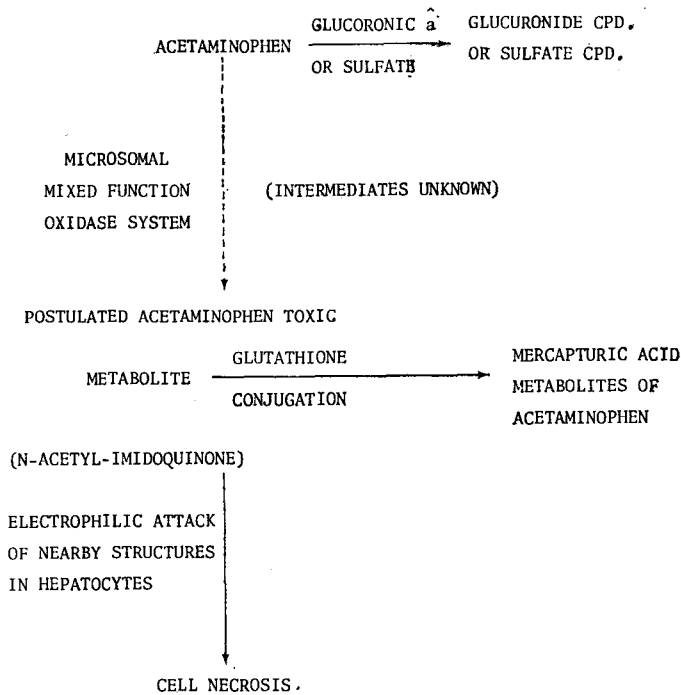 GLUCORONIC â
ACETAMINOPHEN
OR SULFATE
GLUCURONIDE CPD.
OR SULFATE CPD.
MICROSOMAL
MIXED FUNCTION
OXIDASE SYSTEM
(INTERMEDIATES UNKNOWN)
POSTULATED ACETAMINOPHEN TOXIC
METABOLITE
GLUTATHIONE
CONJUGATION
MERCAPTURIC ACID
METABOLITES OF
ACETAMINOPHEN
(N-ACETYL-IMIDOQUINONE)
ELECTROPHILIC ATTACK
OF NEARBY STRUCTURES
IN HEPATOCYTES
CELL NECROSIS.